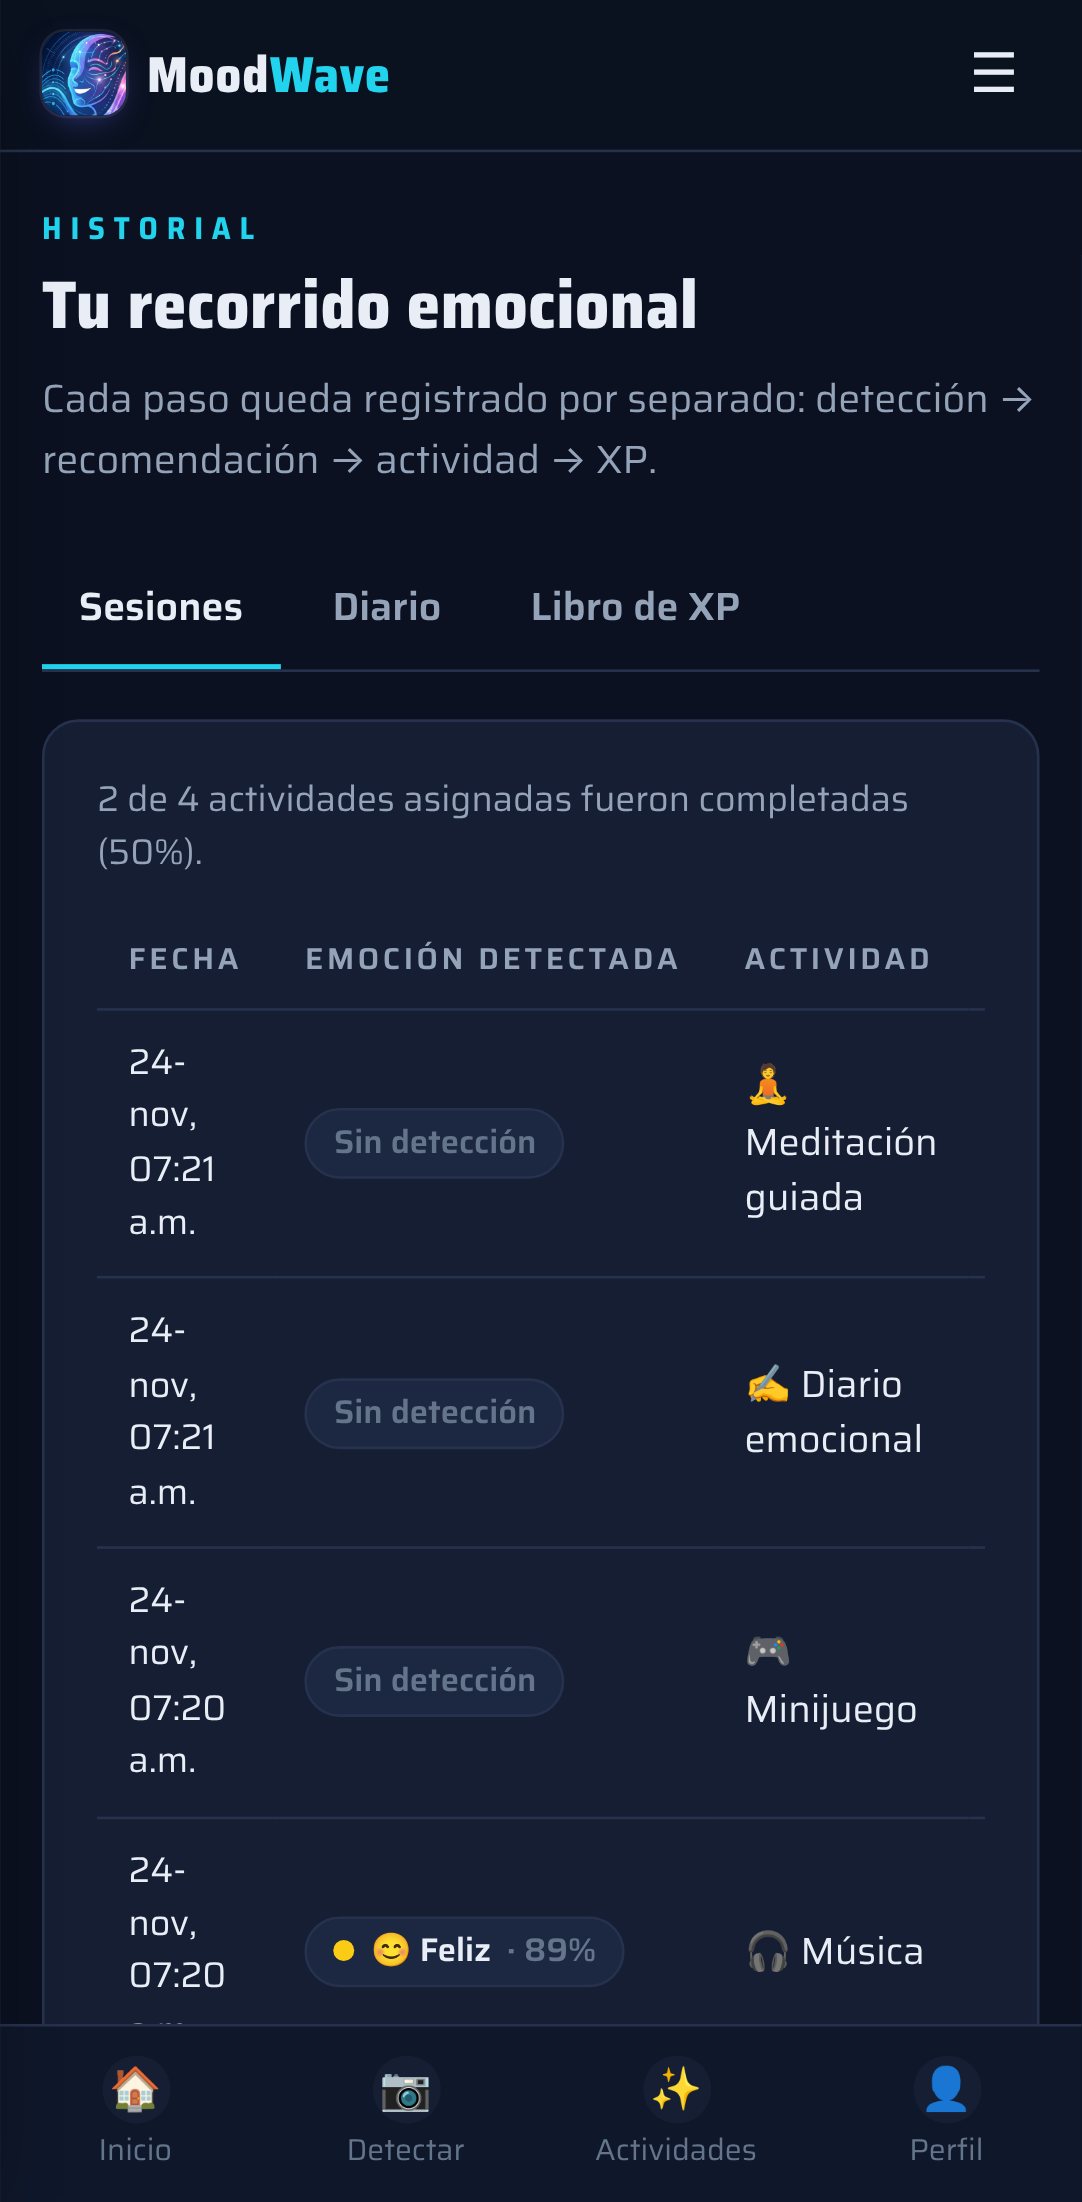 MoodWave
HISTORIAL
Tu recorrido emocional
Cada paso queda registrado por separado: detección →
recomendación → actividad → XP.
Sesiones Diario Libro de XP
2 de 4 actividades asignadas fueron completadas
(50%).
FECHA EMOCIÓN DETECTADA ACTIVIDAD
24-
nov,
07:21
a.m.
Sin detección
Meditación
guiada
24-
nov,
07:21
a.m.
Sin detección
Diario
emocional
24-
nov,
07:20
a.m.
Sin detección
Minijuego
24-
nov,
07:20
Feliz · 89%
Música
Inicio Detectar Actividades Perfil